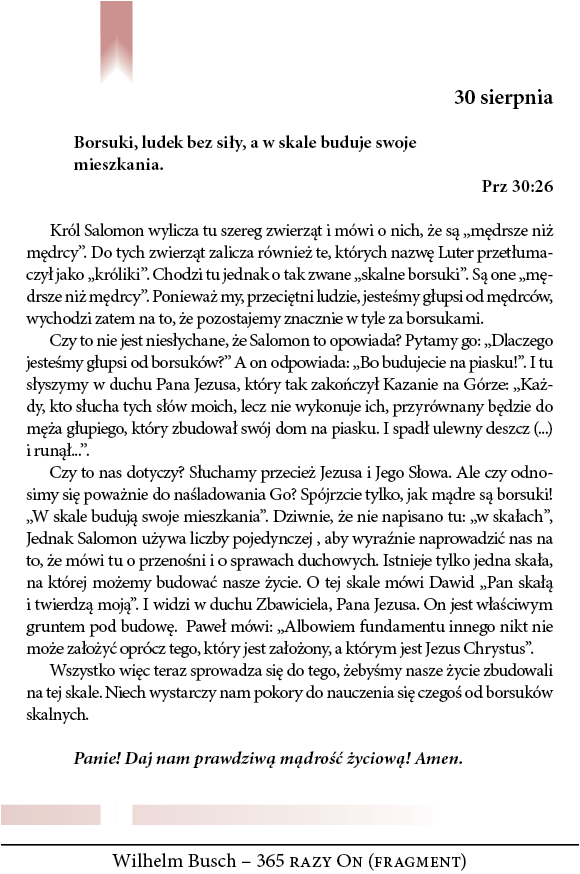 30 sierpnia
Borsuki, ludek bez siły, a w skale buduje swoje
mieszkania.
Prz 30:26
Król Salomon wylicza tu szereg zwierząt i mówi o nich, że są „mędrsze niż
mędrcy”. Do tych zwierząt zalicza również te, których nazwę Luter przetłuma-
czył jako „króliki”. Chodzi tu jednak o tak zwane „skalne borsuki”. Są one „mę-
drsze niż mędrcy”. Ponieważ my, przeciętni ludzie, jesteśmy głupsi od mędrców,
wychodzi zatem na to, że pozostajemy znacznie w tyle za borsukami.
Czy to nie jest niesłychane, że Salomon to opowiada? Pytamy go: „Dlaczego
jesteśmy głupsi od borsuków?” A on odpowiada: „Bo budujecie na piasku!”. I tu
słyszymy w duchu Pana Jezusa, który tak zakończył Kazanie na Górze: „Każ-
dy, kto słucha tych słów moich, lecz nie wykonuje ich, przyrównany będzie do
męża głupiego, który zbudował swój dom na piasku. I spadł ulewny deszcz (...)
i runął...”.
Czy to nas dotyczy? Słuchamy przecież Jezusa i Jego Słowa. Ale czy odno-
simy się poważnie do naśladowania Go? Spójrzcie tylko, jak mądre są borsuki!
„W skale budują swoje mieszkania”. Dziwnie, że nie napisano tu: „w skałach”,
Jednak Salomon używa liczby pojedynczej , aby wyraźnie naprowadzić nas na
to, że mówi tu o przenośni i o sprawach duchowych. Istnieje tylko jedna skała,
na której możemy budować nasze życie. O tej skale mówi Dawid „Pan skałą
i twierdzą moją”. I widzi w duchu Zbawiciela, Pana Jezusa. On jest właściwym
gruntem pod budowę. Paweł mówi: „Albowiem fundamentu innego nikt nie
może założyć oprócz tego, który jest założony, a którym jest Jezus Chrystus”.
Wszystko więc teraz sprowadza się do tego, żebyśmy nasze życie zbudowali
na tej skale. Niech wystarczy nam pokory do nauczenia się czegoś od borsuków
skalnych.
Panie! Daj nam prawdziwą mądrość życiową! Amen.
Wilhelm Busch – 365 razy On (fragment)